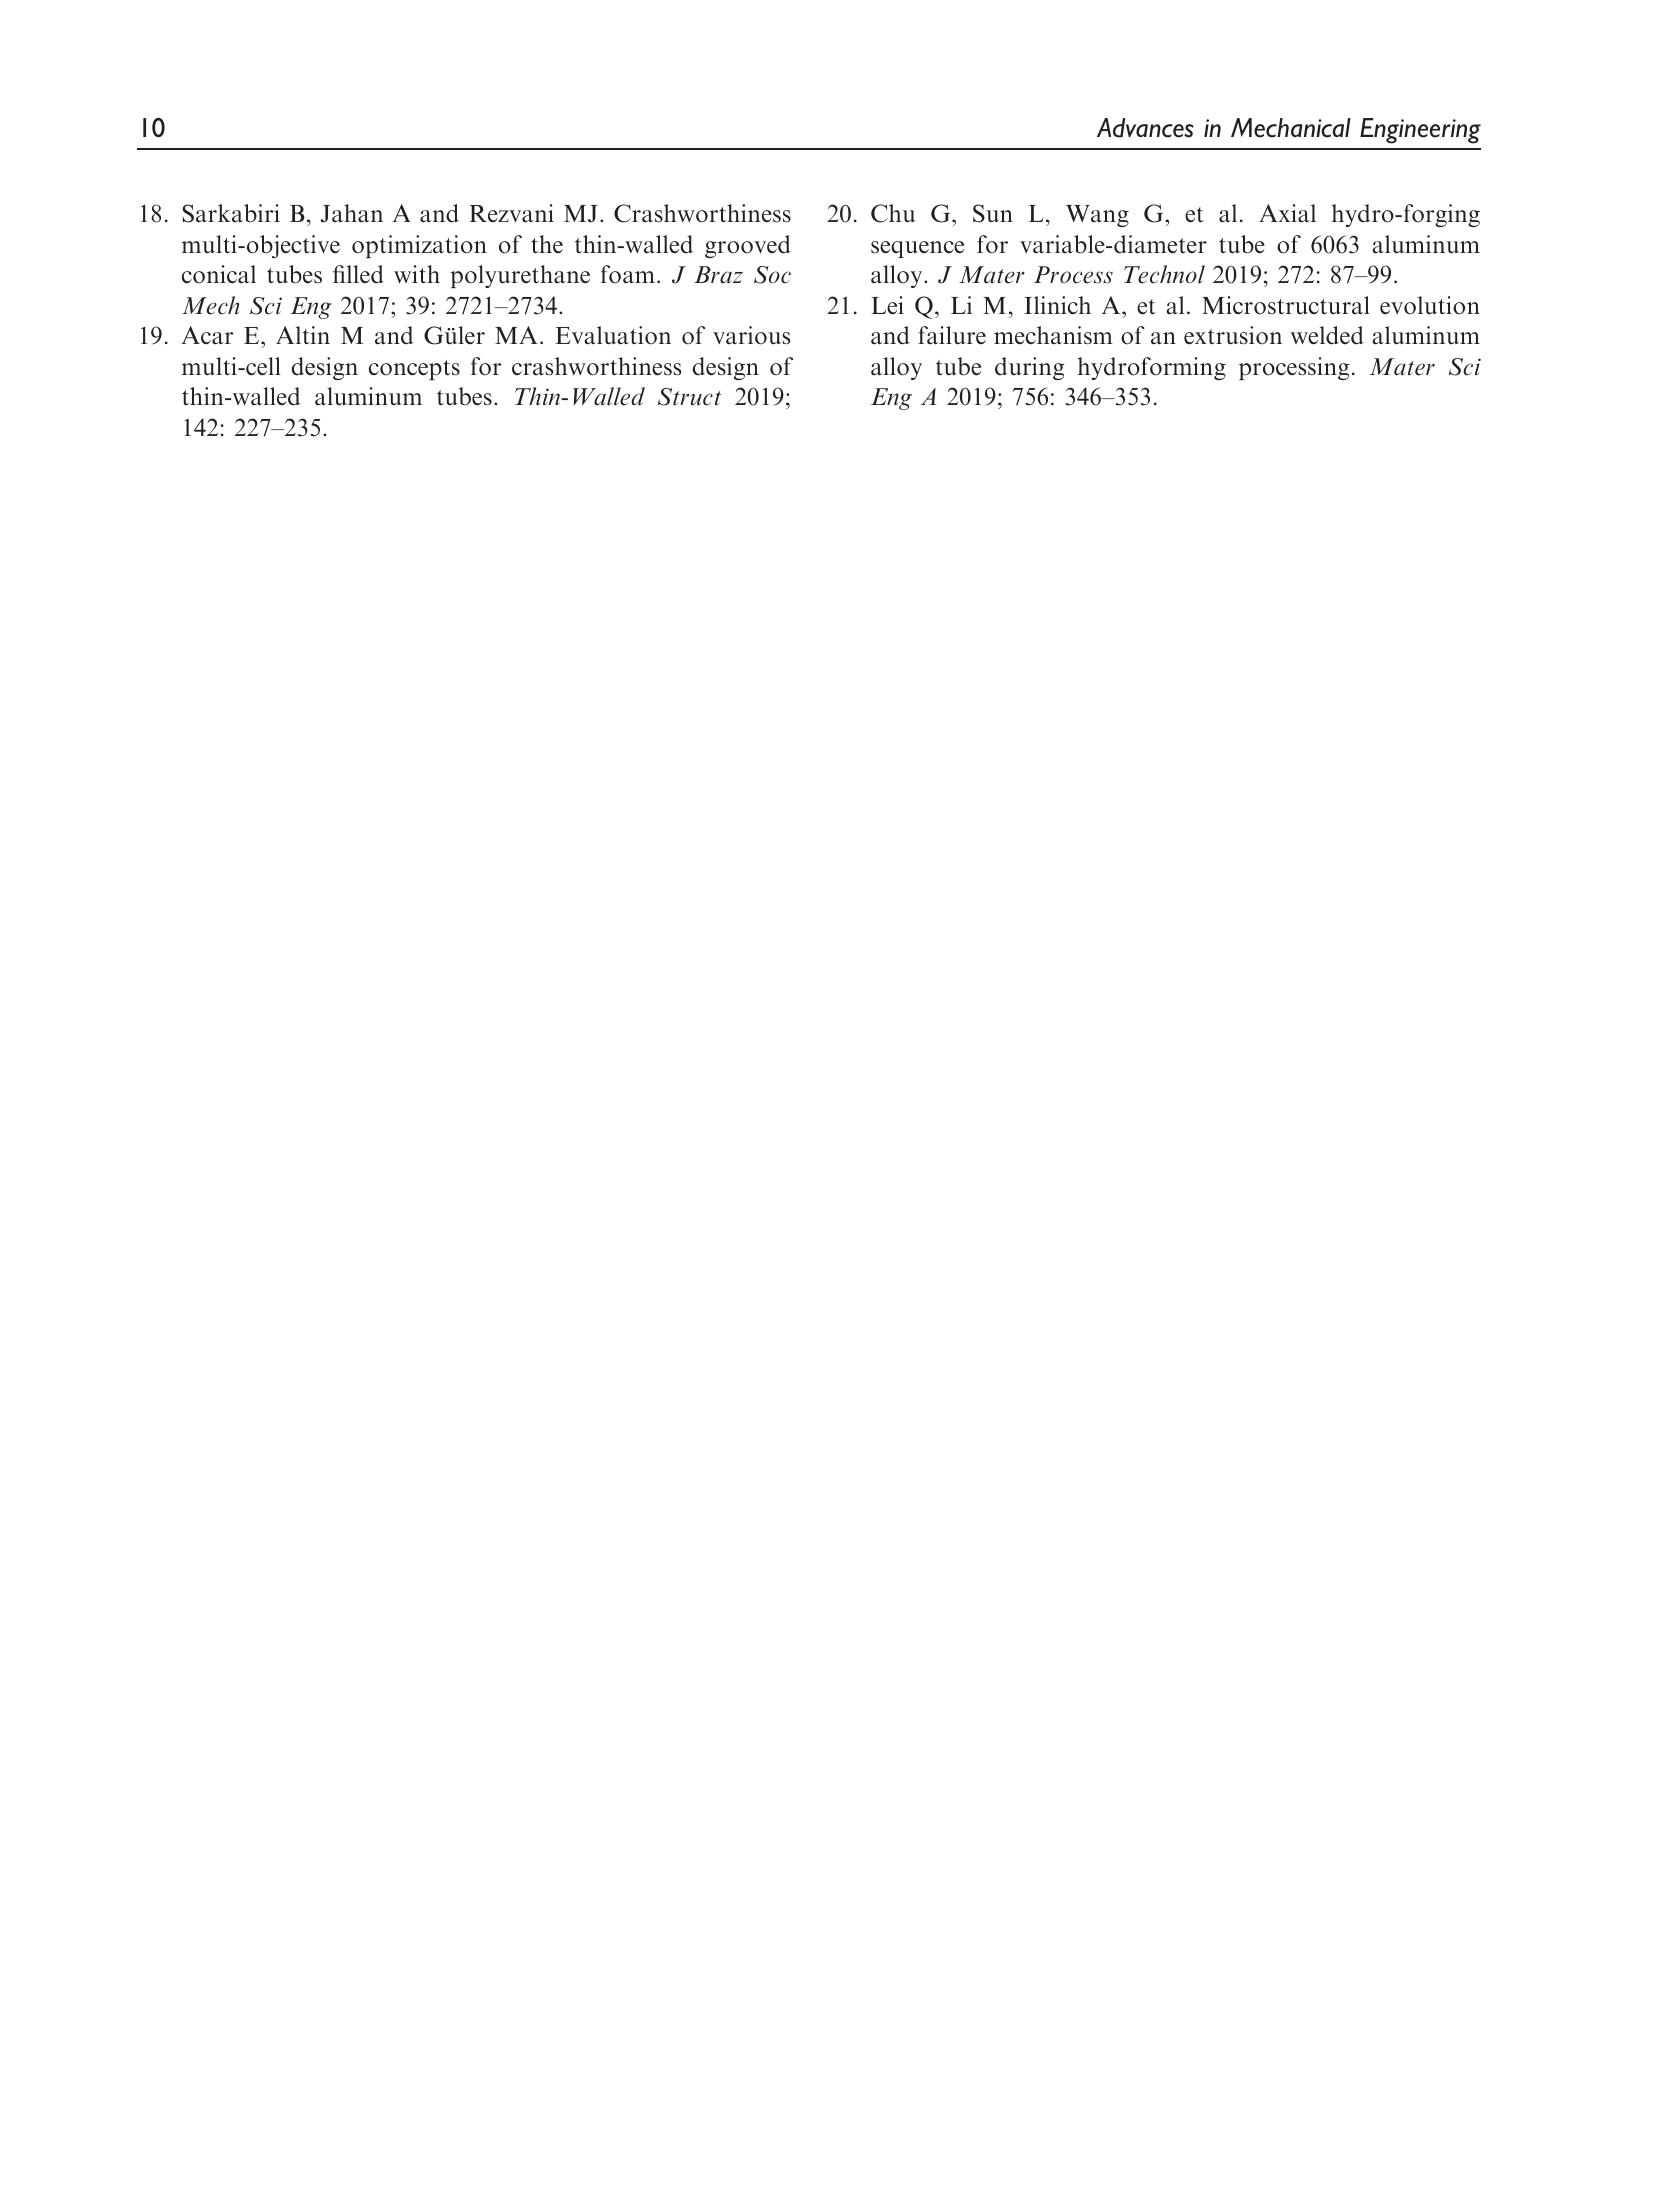 10
Advances in Mechanical Engineering
18. Sarkabiri B, Jahan A and Rezvani MJ. Crashworthiness
multi-objective optimization of the thin-walled grooved
conical tubes filled with polyurethane foam. J Braz Soc
Mech Sci Eng 2017; 39: 2721–2734.
19. Acar E, Altin M and Güler MA. Evaluation of various
multi-cell design concepts for crashworthiness design of
thin-walled aluminum tubes. Thin-Walled Struct 2019;
142: 227–235.
20. Chu G, Sun L, Wang G, et al. Axial hydro-forging
sequence for variable-diameter tube of 6063 aluminum
alloy. J Mater Process Technol 2019; 272: 87–99.
21. Lei Q, Li M, Ilinich A, et al. Microstructural evolution
and failure mechanism of an extrusion welded aluminum
alloy tube during hydroforming processing. Mater Sci
Eng A 2019; 756: 346–353.